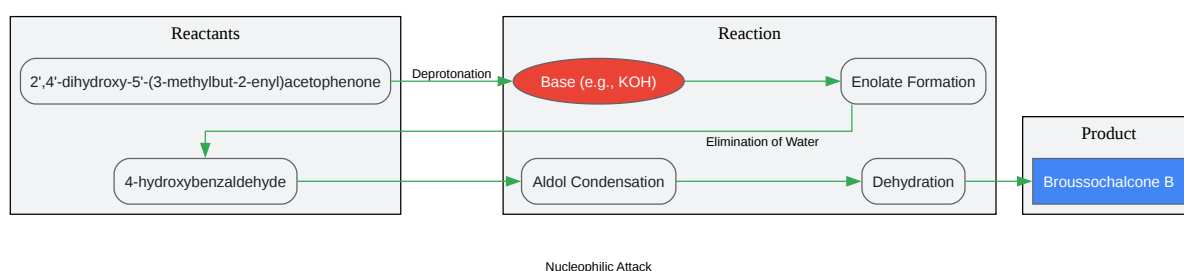 Reactants
Reaction
2',4'-dihydroxy-5'-(3-methylbut-2-enyl)acetophenone
Deprotonation
Base (e.g., KOH)
Enolate Formation
Elimination of Water
Product
4-hydroxybenzaldehyde
Aldol Condensation
Dehydration
Broussochalcone B
Nucleophilic Attack